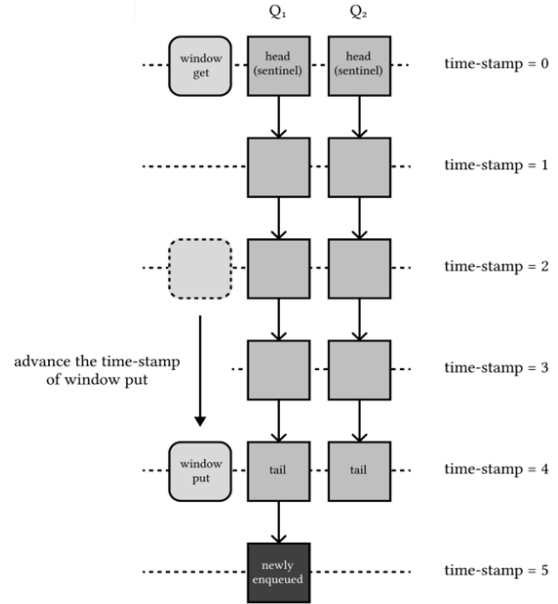 Q₁ Q₂
window
get
head
(sentinel)
head
(sentinel)
time-stamp = 0
time-stamp = 1
time-stamp = 2
advance the time-stamp
of window put
time-stamp = 3
window
put
tail
tail
time-stamp = 4
newly
enqueued
time-stamp = 5